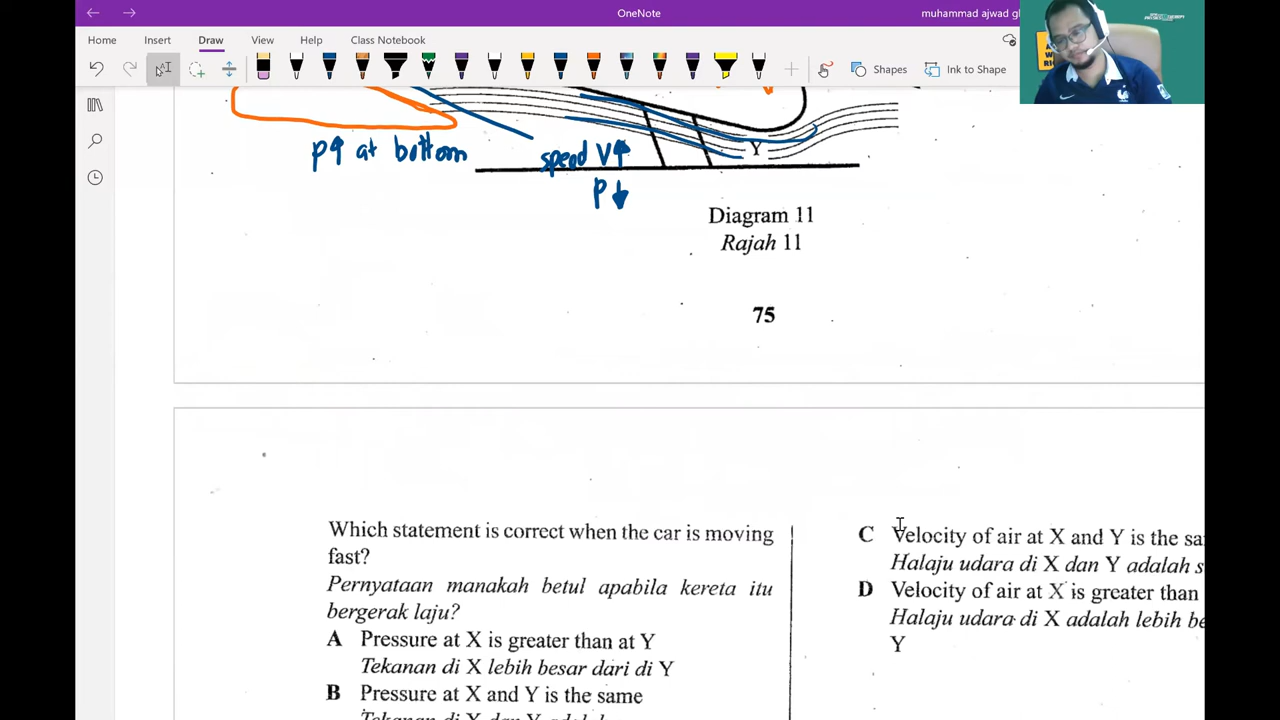 OneNote
muhammad ajwad gh
Home Insert Draw View Help Class Notebook
Shapes
Ink to Shape
p↑ at bottom
speed V↑
P↓
Y
Diagram 11
Rajah 11
75
Which statement is correct when the car is moving
fast?
Pernyataan manakah betul apabila kereta itu
bergerak laju?
A Pressure at X is greater than at Y
Tekanan di X lebih besar dari di Y
B Pressure at X and Y is the same
C Velocity of air at X and Y is the sa
Halaju udara di X dan Y adalah s
D Velocity of air at X is greater than
Halaju udara di X adalah lebih be
Y